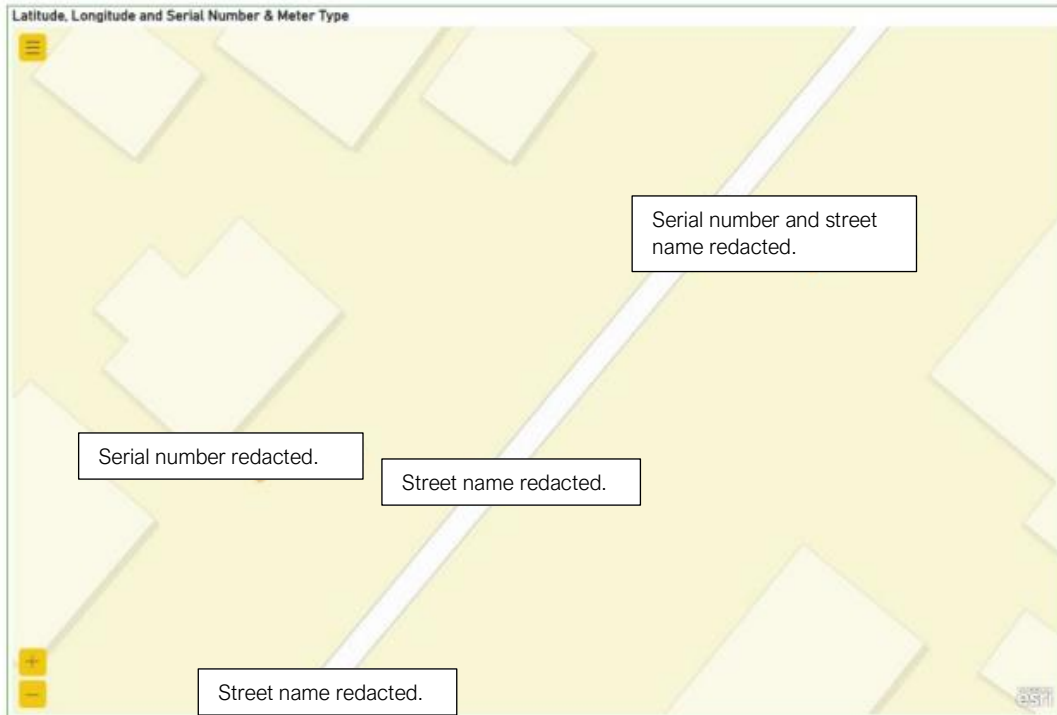 Latitude, Longitude and Serial Number & Meter Type
Serial number and street
name redacted.
Serial number redacted.
Street name redacted.
Street name redacted.
esri